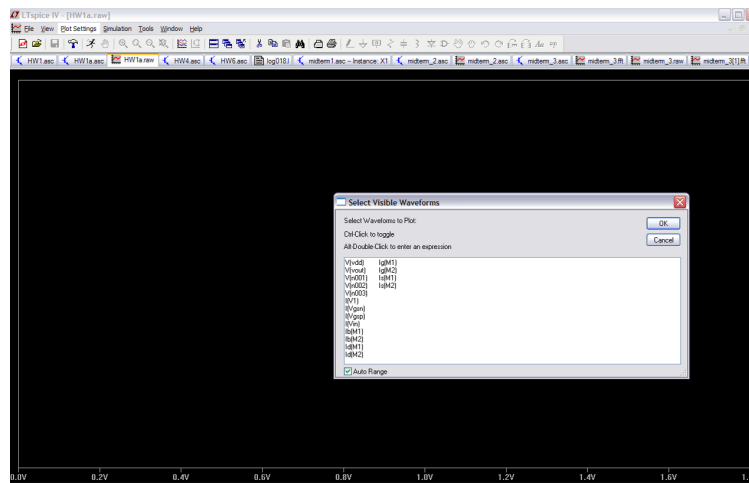 LTspice IV - [HW1a.raw]
File View Plot Settings Simulation Tools Window Help
HW1.asc HW1a.asc HW1a.raw HW4.asc HW6.asc log018.l midterm1.asc -- Instance: X1 midterm_2.asc midterm_2.asc midterm_3.asc midterm_3.fft midterm_3.raw midterm_3[1].fft
Select Visible Waveforms
Select Waveforms to Plot:
OK
Ctrl-Click to toggle
Cancel
Alt-Double-Click to enter an expression
V(vdd) Ig(M1)
V(vout) Ig(M2)
V(n001) Is(M1)
V(n002) Is(M2)
V(n003)
I(V1)
I(Vgsn)
I(Vgsp)
I(Vin)
Ib(M1)
Ib(M2)
Id(M1)
Id(M2)
Auto Range
0.0V 0.2V 0.4V 0.6V 0.8V 1.0V 1.2V 1.4V 1.6V